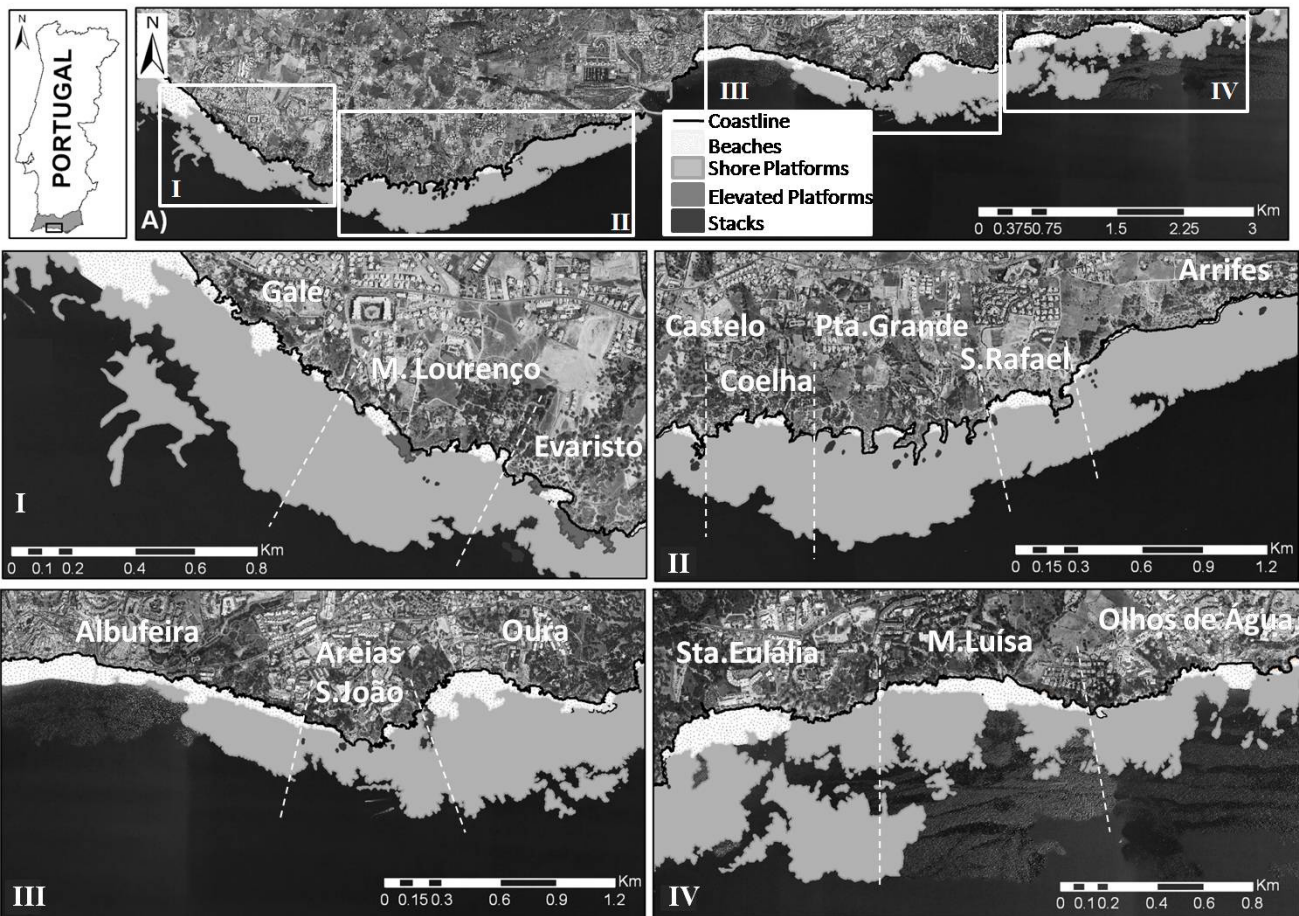 N
PORTUGAL
N
I
II
III
IV
A)
Coastline
Beaches
Shore Platforms
Elevated Platforms
Stacks
Km
0 0.375 0.75 1.5 2.25 3
Galé
M. Lourenço
Evaristo
I
Km
0 0.1 0.2 0.4 0.6 0.8
Arrifes
Castelo
Pta.Grande
S.Rafael
Coelha
II
Km
0 0.15 0.3 0.6 0.9 1.2
Albufeira
Oura
Areias
S.João
III
Km
0 0.15 0.3 0.6 0.9 1.2
Olhos de Água
M.Luísa
Sta.Eulália
IV
Km
0 0.1 0.2 0.4 0.6 0.8